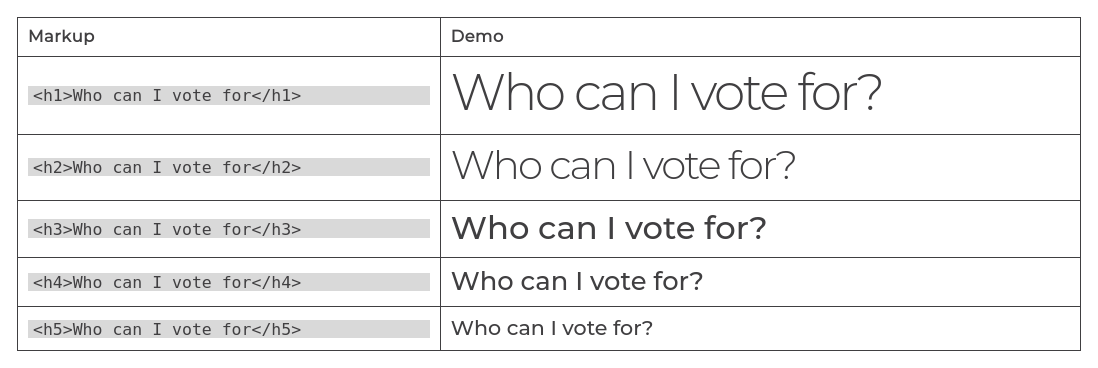 Markup Demo
<h1>Who can I vote for</h1> Who can I vote for?
<h2>Who can I vote for</h2> Who can I vote for?
<h3>Who can I vote for</h3> Who can I vote for?
<h4>Who can I vote for</h4> Who can I vote for?
<h5>Who can I vote for</h5> Who can I vote for?